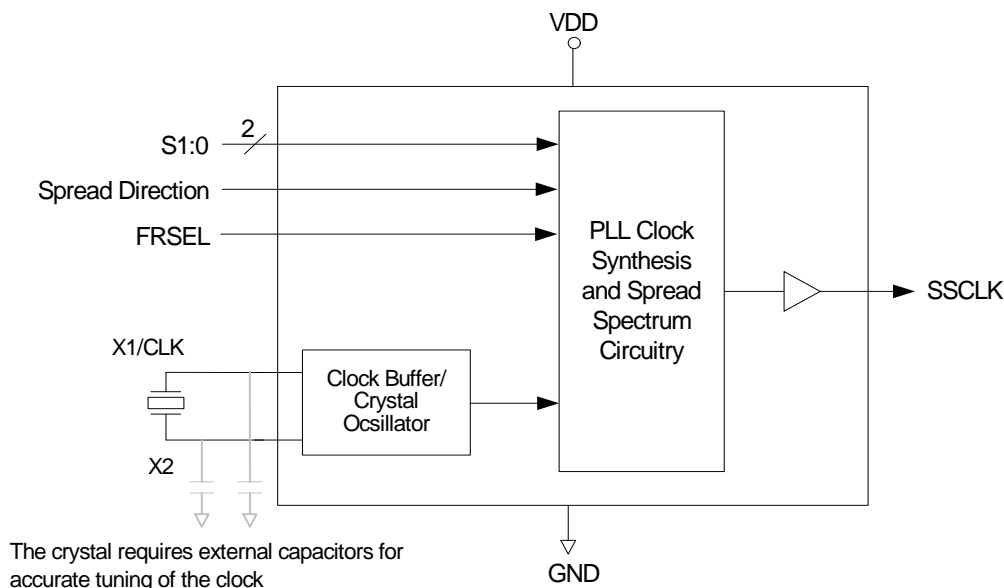 VDD
2
S1:0
Spread Direction
FRSEL
PLL Clock
Synthesis
and Spread
Spectrum
Circuitry
SSCLK
X1/CLK
Clock Buffer/
Crystal
Ocsillator
X2
The crystal requires external capacitors for
accurate tuning of the clock
GND